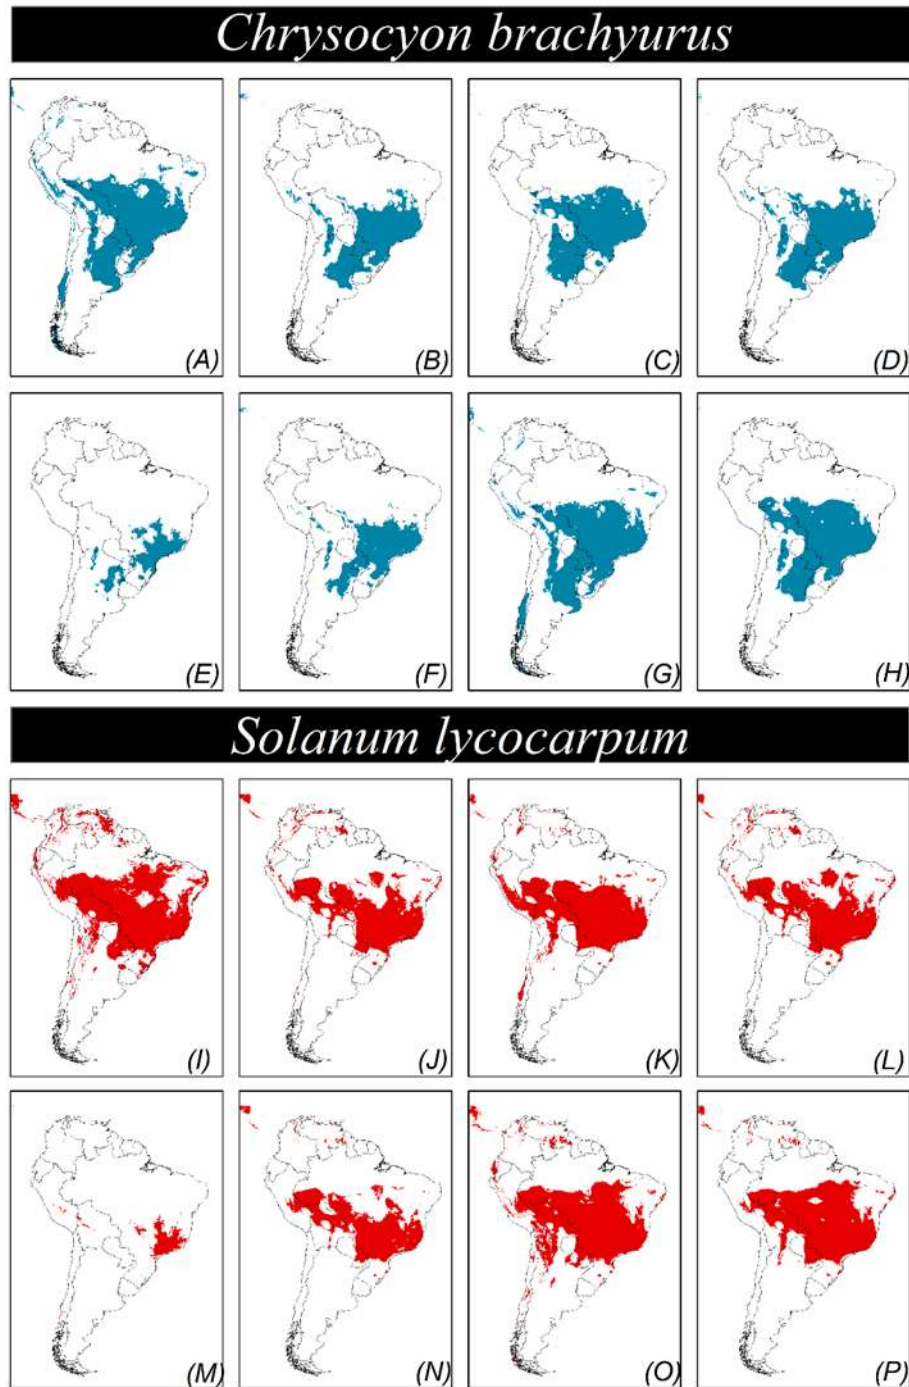 Chrysocyon brachyurus
(A) (B) (C) (D)
(E) (F) (G) (H)
Solanum lycocarpum
(I) (J) (K) (L)
(M) (N) (O) (P)